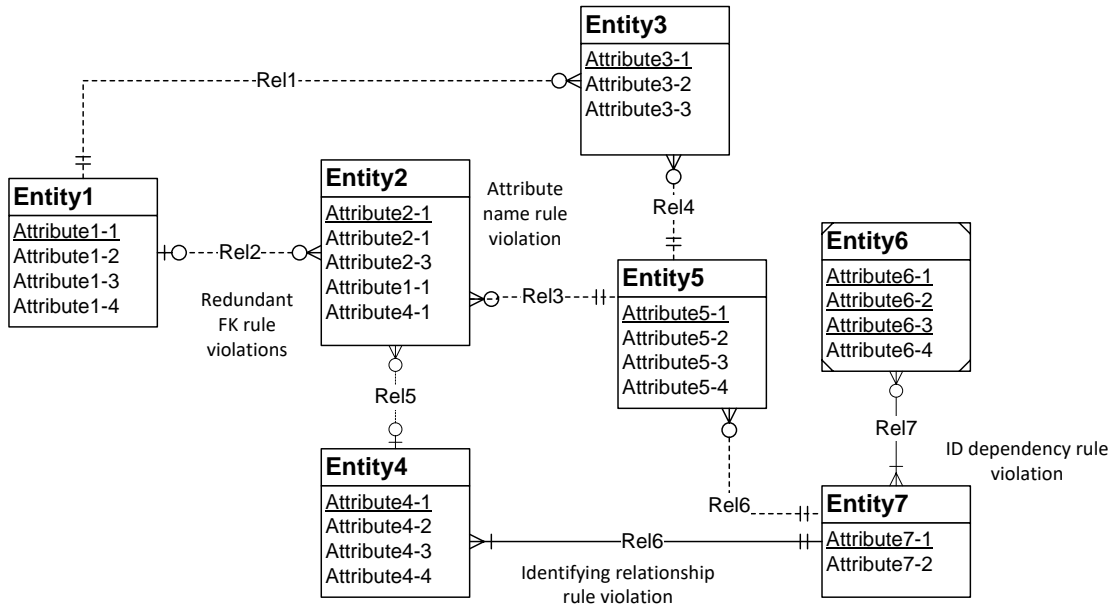 Entity3
Attribute3-1
Attribute3-2
Attribute3-3
Rel1
Entity1
Attribute1-1
Attribute1-2
Attribute1-3
Attribute1-4
Rel2
Redundant
FK rule
violations
Entity2
Attribute2-1
Attribute2-1
Attribute2-3
Attribute1-1
Attribute4-1
Attribute
name rule
violation
Rel4
Rel3
Entity5
Attribute5-1
Attribute5-2
Attribute5-3
Attribute5-4
Entity6
Attribute6-1
Attribute6-2
Attribute6-3
Attribute6-4
Rel5
Rel7
ID dependency rule
violation
Entity4
Attribute4-1
Attribute4-2
Attribute4-3
Attribute4-4
Rel6
Rel6
Identifying relationship
rule violation
Entity7
Attribute7-1
Attribute7-2